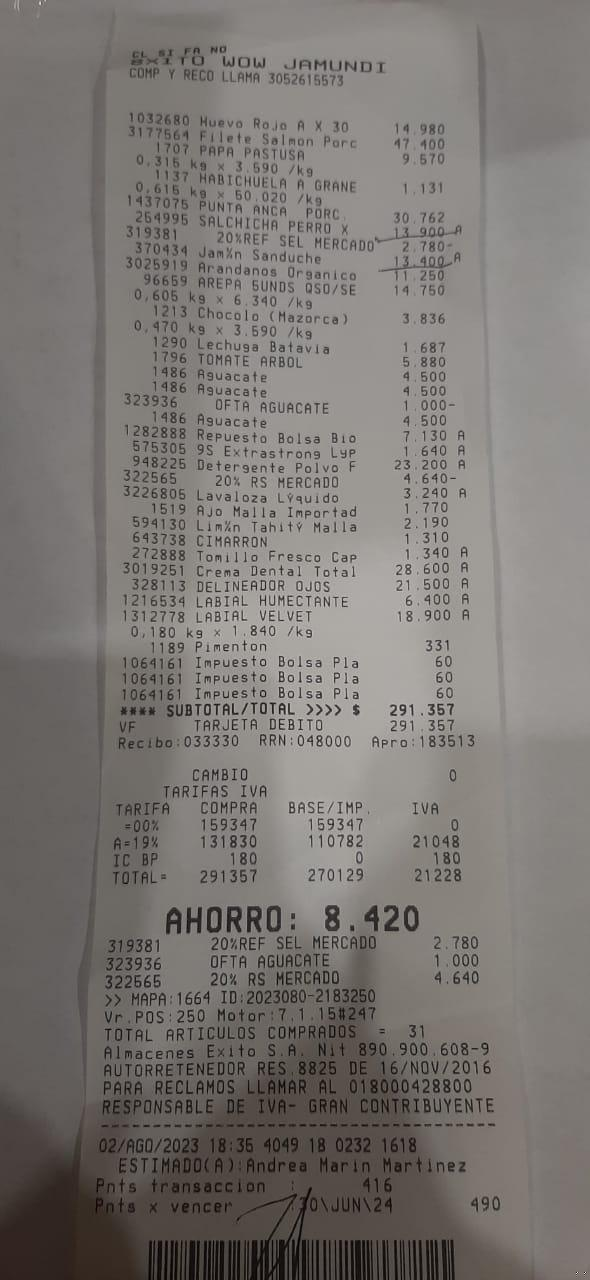 CL SI FA NO
EXITO WOW JAMUNDI
COMP Y RECO LLAMA 3052615573
1032680 Huevo Rojo A X 30 14.980
3177564 Filete Salmon Porc 47.400
1707 PAPA PASTUSA 9.570
0,315 kg x 3.590 /kg
1137 HABICHUELA A GRANE 1.131
0,615 kg x 50.020 /kg
1437075 PUNTA ANCA PORC. 30.762
254995 SALCHICHA PERRO X 13.900 A
319381 20%REF SEL MERCADO 2.780-
370434 Jam%n Sanduche 13.400 A
3025919 Arandanos Organico 11.250
96659 AREPA 5UNDS QSO/SE 14.750
0,605 kg x 6.340 /kg
1213 Chocolo (Mazorca) 3.836
0,470 kg x 3.590 /kg
1290 Lechuga Batavia 1.687
1796 TOMATE ARBOL 5.880
1486 Aguacate 4.500
1486 Aguacate 4.500
323936 OFTA AGUACATE 1.000-
1486 Aguacate 4.500
1282888 Repuesto Bolsa Bio 7.130 A
575305 9S Extrastrong Lyp 1.640 A
948225 Detergente Polvo F 23.200 A
322565 20% RS MERCADO 4.640-
3226805 Lavaloza Lýquido 3.240 A
1519 Ajo Malla Importad 1.770
594130 Lim%n Tahitý Malla 2.190
643738 CIMARRON 1.310
272888 Tomillo Fresco Cap 1.340 A
3019251 Crema Dental Total 28.600 A
328113 DELINEADOR OJOS 21.500 A
1216534 LABIAL HUMECTANTE 6.400 A
1312778 LABIAL VELVET 18.900 A
0,180 kg x 1.840 /kg
1189 Pimenton 331
1064161 Impuesto Bolsa Pla 60
1064161 Impuesto Bolsa Pla 60
1064161 Impuesto Bolsa Pla 60
**** SUBTOTAL/TOTAL >>>> $ 291.357
VF TARJETA DEBITO 291.357
Recibo:033330 RRN:048000 Apro:183513
CAMBIO 0
TARIFAS IVA
TARIFA COMPRA BASE/IMP. IVA
=00% 159347 159347 0
A=19% 131830 110782 21048
IC BP 180 0 180
TOTAL= 291357 270129 21228
AHORRO: 8.420
319381 20%REF SEL MERCADO 2.780
323936 OFTA AGUACATE 1.000
322565 20% RS MERCADO 4.640
>> MAPA:1664 ID:2023080-2183250
Vr.POS:250 Motor:7.1.15#247
TOTAL ARTICULOS COMPRADOS = 31
Almacenes Exito S.A. Nit 890.900.608-9
AUTORRETENEDOR RES.8825 DE 16/NOV/2016
PARA RECLAMOS LLAMAR AL 018000428800
RESPONSABLE DE IVA- GRAN CONTRIBUYENTE
--------------------------------------
02/AGO/2023 18:35 4049 18 0232 1618
ESTIMADO(A):Andrea Marin Martinez
Pnts transaccion : 416
Pnts x vencer :30\JUN\24 490